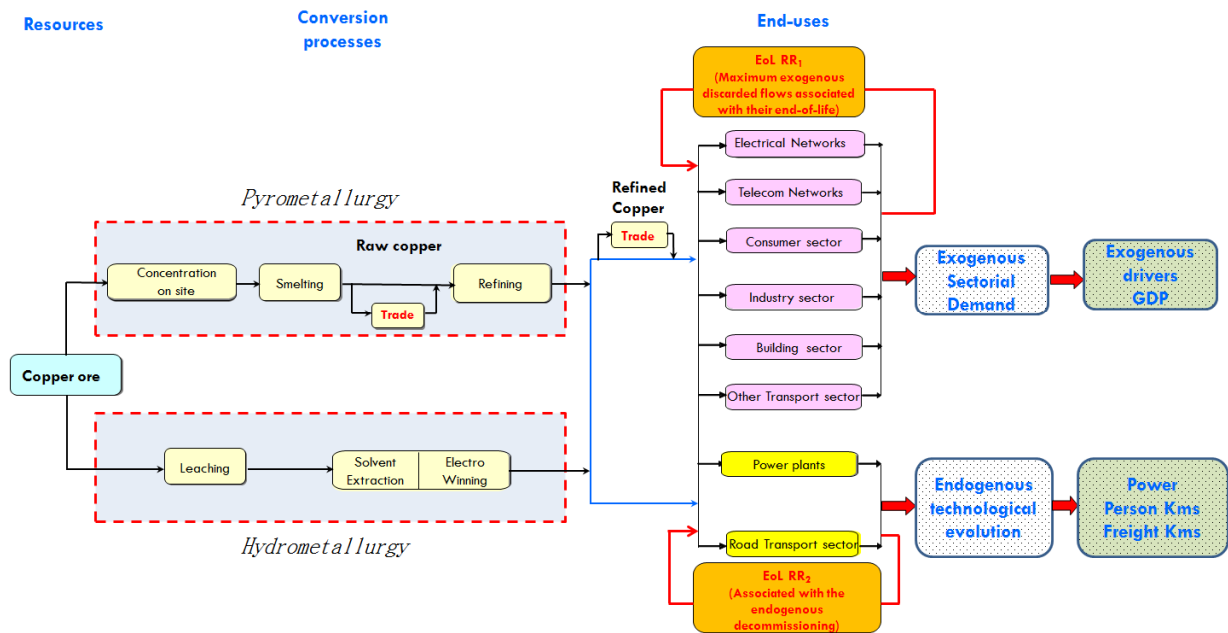 Resources
Conversion
processes
End-uses
EoL RR₁
(Maximum exogenous
discarded flows associated
with their end-of-life)
Electrical Networks
Telecom Networks
Consumer sector
Industry sector
Building sector
Other Transport sector
Power plants
Road Transport sector
EoL RR₂
(Associated with the
endogenous
decommissioning)
Pyrometallurgy
Raw copper
Concentration
on site
Smelting
Trade
Refining
Refined
Copper
Trade
Copper ore
Leaching
Solvent
Extraction
Electro
Winning
Hydrometallurgy
Exogenous
Sectorial
Demand
Exogenous
drivers
GDP
Endogenous
technological
evolution
Power
Person Kms
Freight Kms